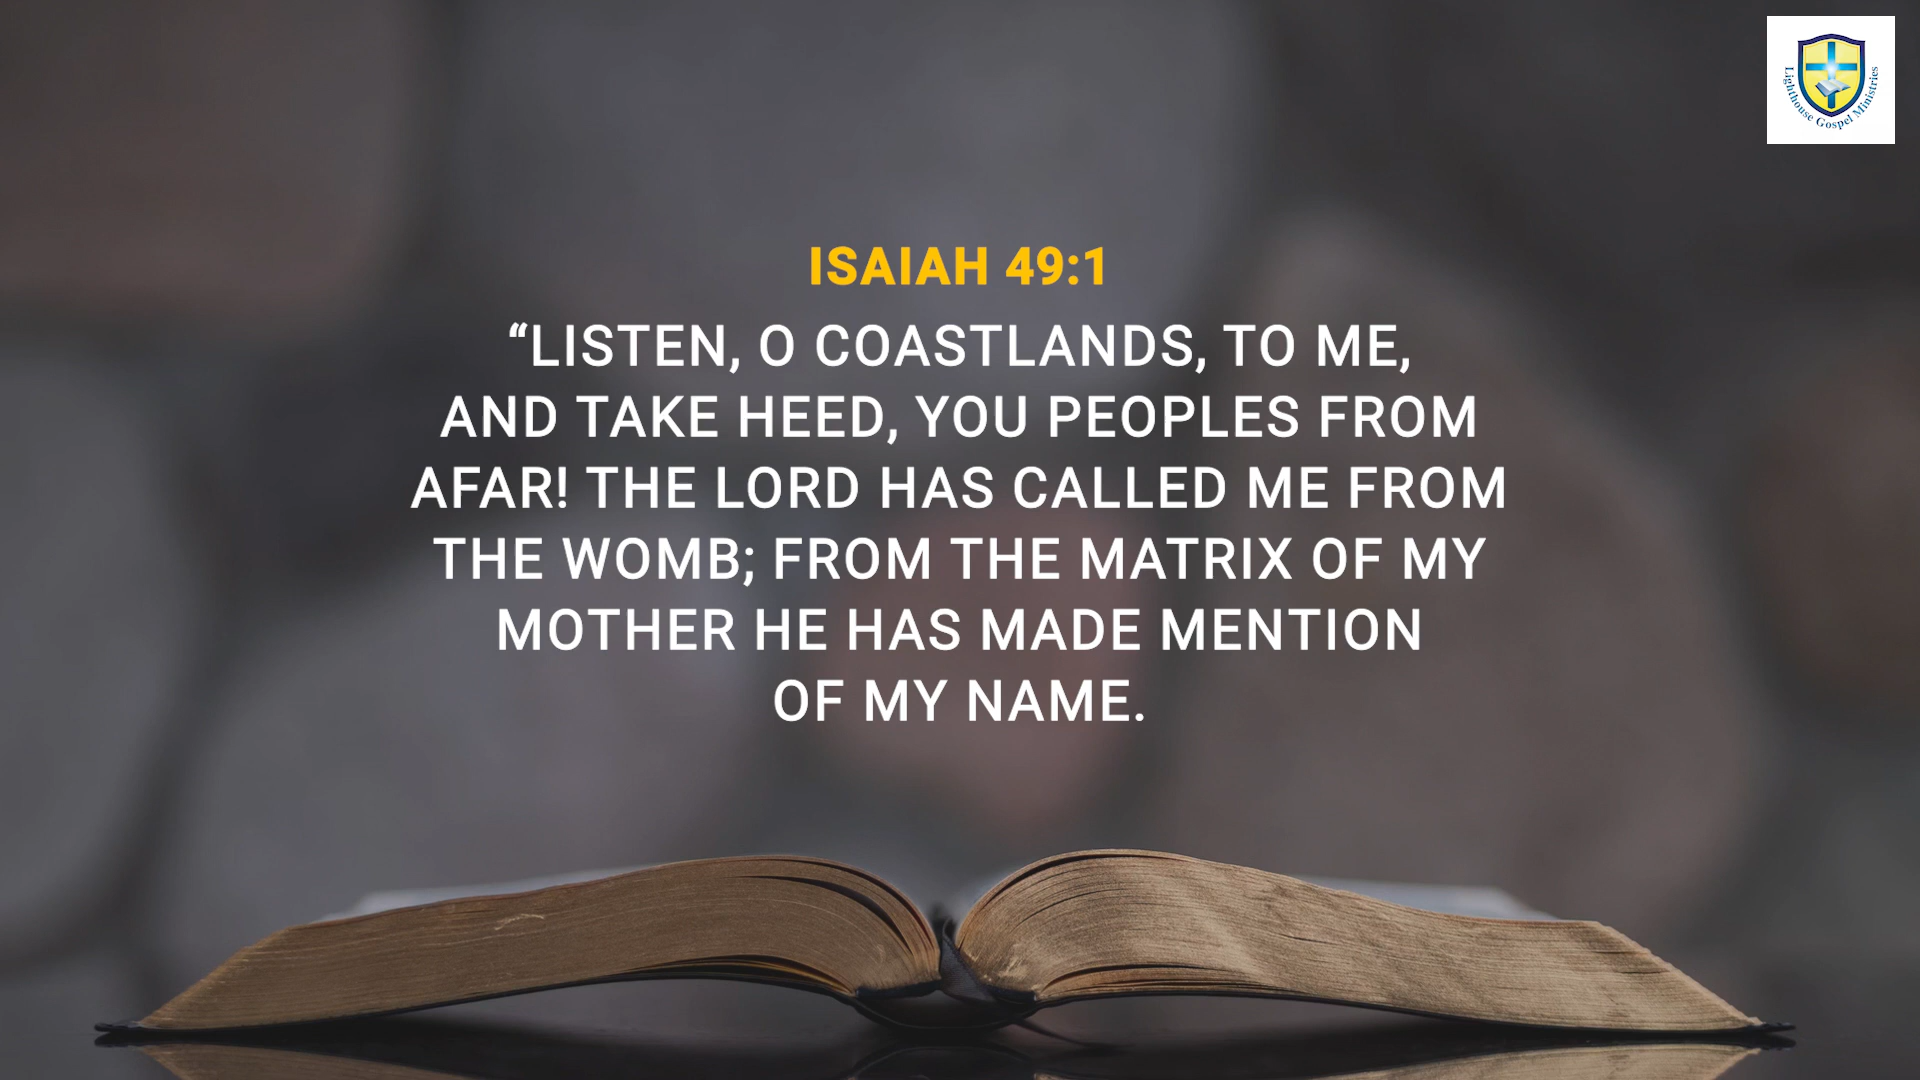 Lighthouse Gospel Ministries
ISAIAH 49:1
“LISTEN, O COASTLANDS, TO ME,
AND TAKE HEED, YOU PEOPLES FROM
AFAR! THE LORD HAS CALLED ME FROM
THE WOMB; FROM THE MATRIX OF MY
MOTHER HE HAS MADE MENTION
OF MY NAME.